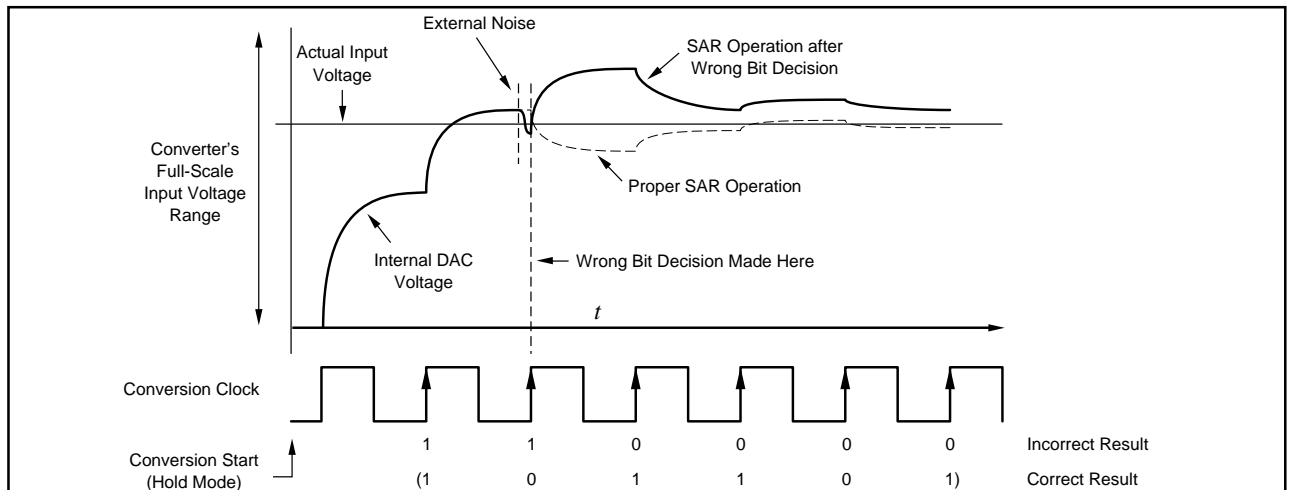 External Noise
SAR Operation after
Wrong Bit Decision
Actual Input
Voltage
Converter's
Full-Scale
Input Voltage
Range
Proper SAR Operation
Internal DAC
Voltage
Wrong Bit Decision Made Here
t
Conversion Clock
1 1 0 0 0 0 Incorrect Result
Conversion Start
(Hold Mode)
(1 0 1 1 0 1) Correct Result